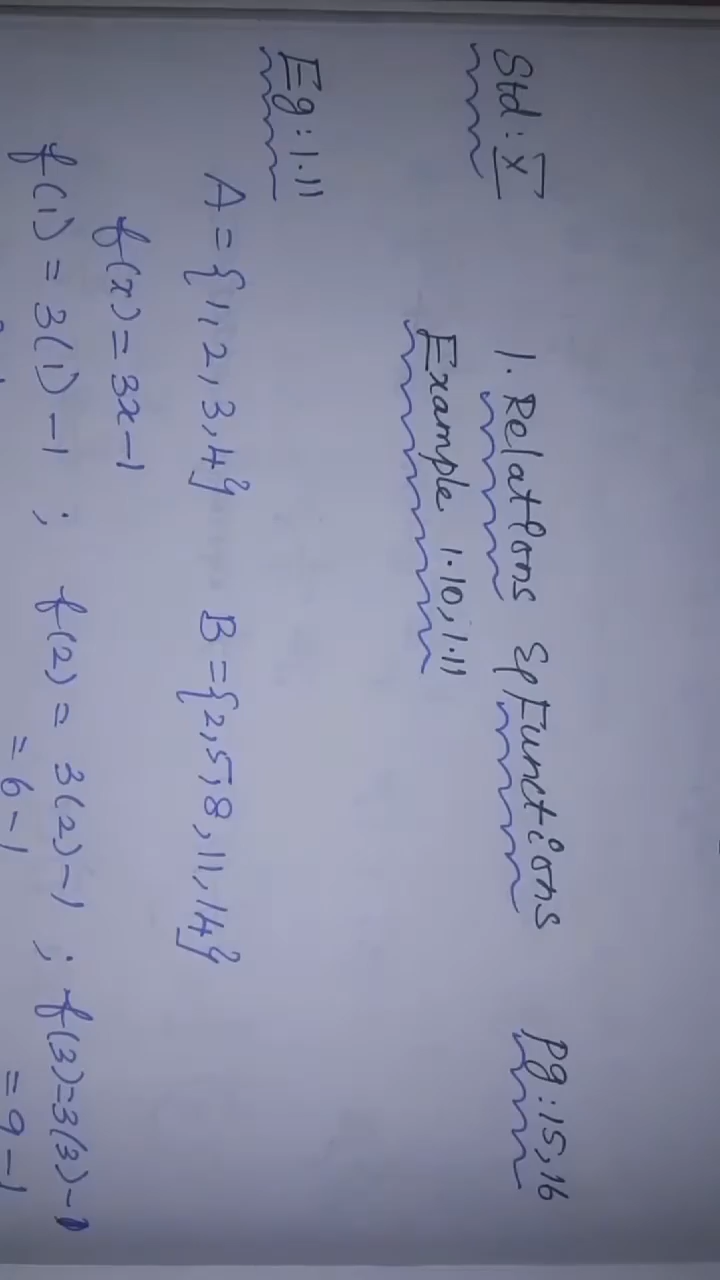 Std: X 1. Relations & Functions Pg: 15, 16
Example 1.10, 1.11
Eg: 1.11
A = {1, 2, 3, 4} B = {2, 5, 8, 11, 14}
f(x) = 3x - 1
f(1) = 3(1) - 1 ; f(2) = 3(2) - 1 ; f(3) = 3(3) - 1
= 6 - 1 = 9 - 1